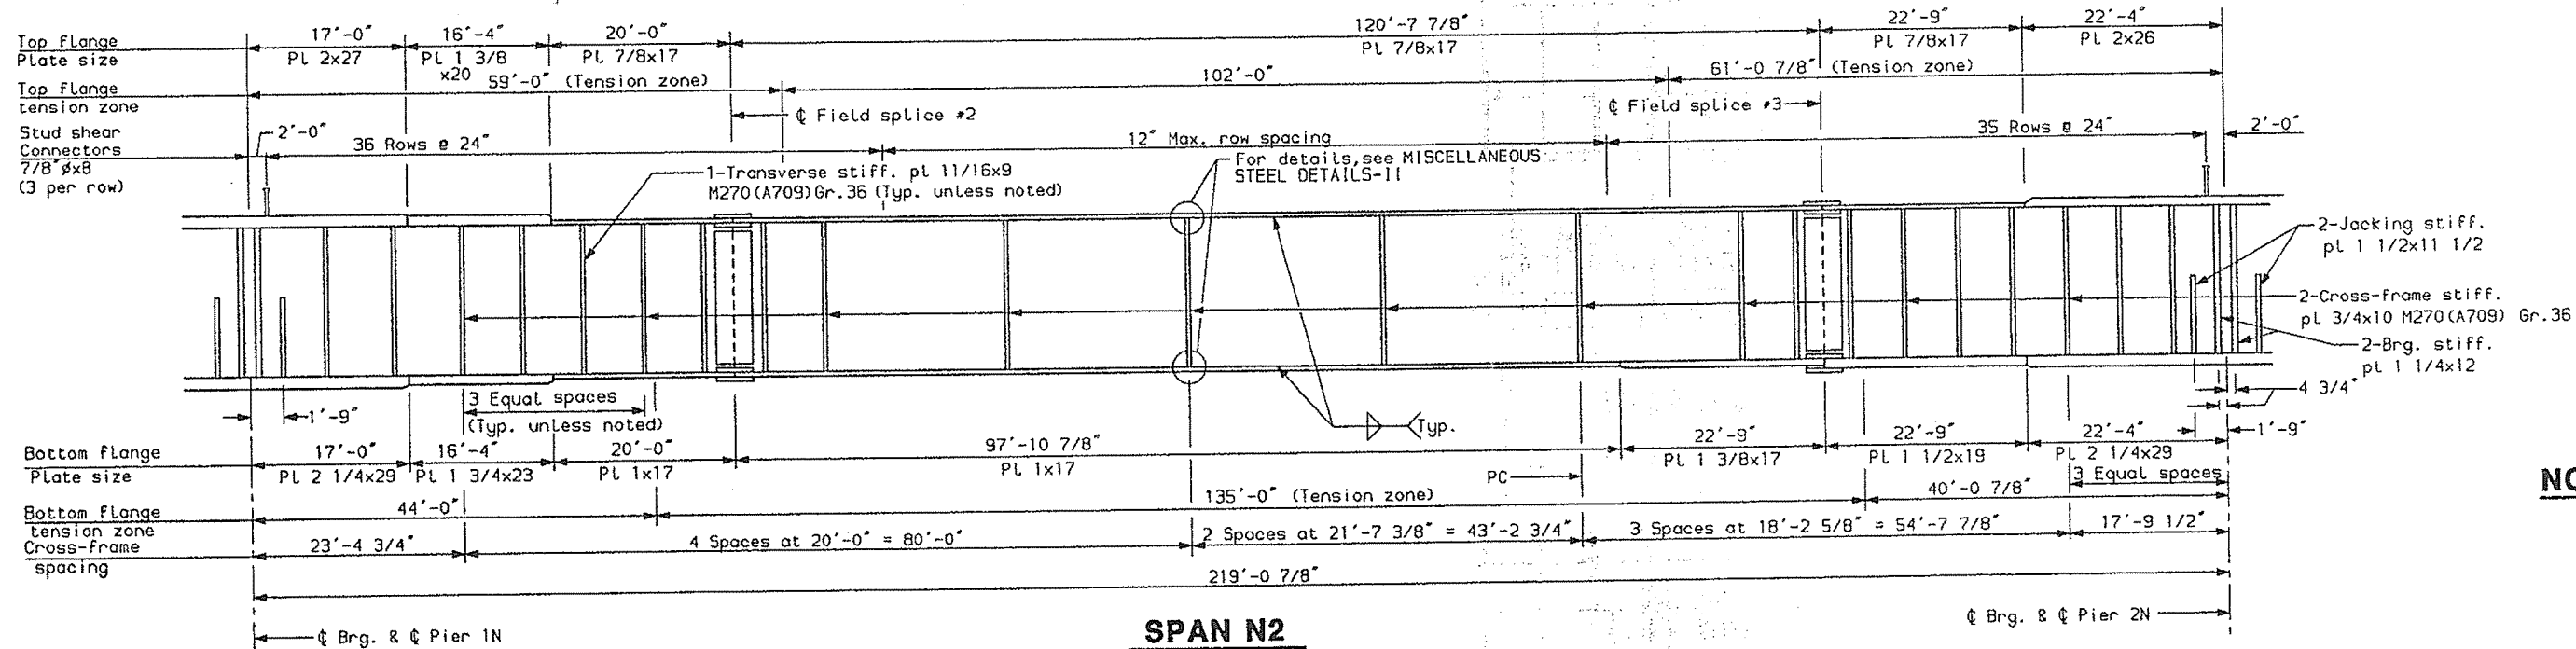 Top flange
Plate size
17'-0"
Pl 2x27
16'-4"
Pl 1 3/8
x20
20'-0"
Pl 7/8x17
120'-7 7/8"
Pl 7/8x17
22'-9"
Pl 7/8x17
22'-4"
Pl 2x26
Top flange
tension zone
59'-0" (Tension zone)
102'-0"
61'-0 7/8" (Tension zone)
℄ Field splice #2
℄ Field splice #3
Stud shear
Connectors
7/8"øx8
(3 per row)
2'-0"
36 Rows @ 24"
12" Max. row spacing
35 Rows @ 24"
2'-0"
1-Transverse stiff. pl 11/16x9
M270(A709)Gr.36 (Typ. unless noted)
For details,see MISCELLANEOUS
STEEL DETAILS-II
2-Jacking stiff.
pl 1 1/2x11 1/2
2-Cross-frame stiff.
pl 3/4x10 M270(A709) Gr.36
2-Brg. stiff.
pl 1 1/4x12
4 3/4"
1'-9"
1'-9"
3 Equal spaces
(Typ. unless noted)
Typ.
Bottom flange
Plate size
17'-0"
Pl 2 1/4x29
16'-4"
Pl 1 3/4x23
20'-0"
Pl 1x17
97'-10 7/8"
Pl 1x17
22'-9"
Pl 1 3/8x17
22'-9"
Pl 1 1/2x19
22'-4"
Pl 2 1/4x29
PC
3 Equal spaces
NO
Bottom flange
tension zone
44'-0"
135'-0" (Tension zone)
40'-0 7/8"
Cross-frame
spacing
23'-4 3/4"
4 Spaces at 20'-0" = 80'-0"
2 Spaces at 21'-7 3/8" = 43'-2 3/4"
3 Spaces at 18'-2 5/8" = 54'-7 7/8"
17'-9 1/2"
219'-0 7/8"
℄ Brg. & ℄ Pier 1N
SPAN N2
℄ Brg. & ℄ Pier 2N